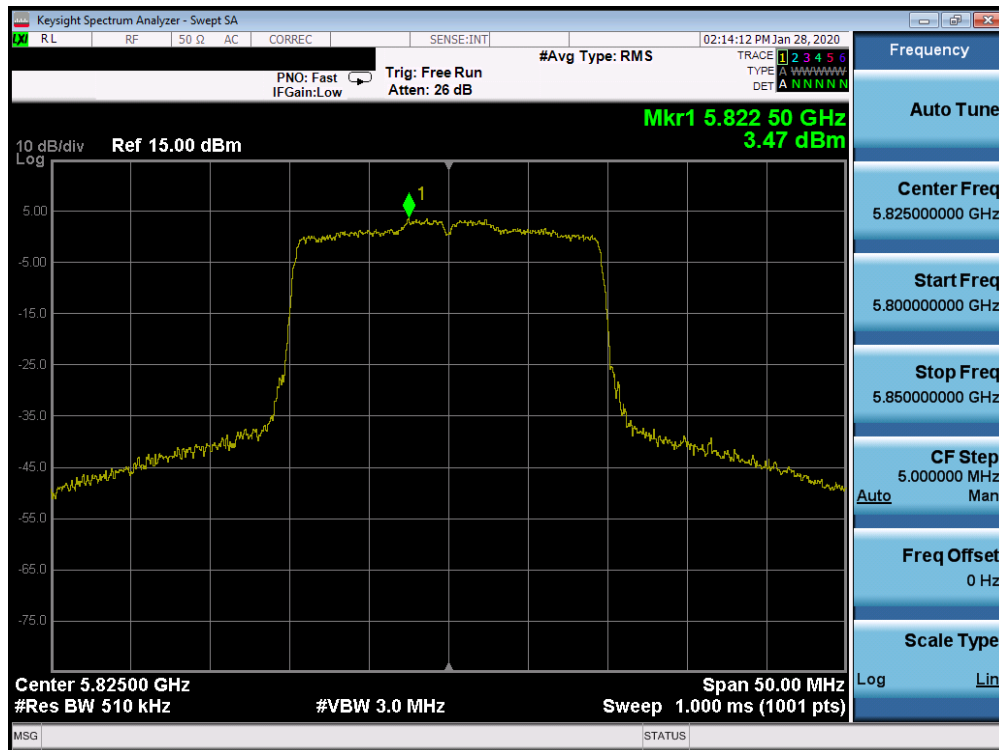 Keysight Spectrum Analyzer - Swept SA
LXI RL RF 50 Ω AC CORREC SENSE:INT 02:14:12 PM Jan 28, 2020
#Avg Type: RMS TRACE 1 2 3 4 5 6
PNO: Fast Trig: Free Run TYPE A WWWWW
IFGain:Low Atten: 26 dB DET A N N N N N
Mkr1 5.822 50 GHz
3.47 dBm
10 dB/div Ref 15.00 dBm
Log
1
5.00
-5.00
-15.0
-25.0
-35.0
-45.0
-55.0
-65.0
-75.0
Center 5.82500 GHz Span 50.00 MHz
#Res BW 510 kHz #VBW 3.0 MHz Sweep 1.000 ms (1001 pts)
MSG STATUS
Frequency
Auto Tune
Center Freq
5.825000000 GHz
Start Freq
5.800000000 GHz
Stop Freq
5.850000000 GHz
CF Step
5.000000 MHz
Auto Man
Freq Offset
0 Hz
Scale Type
Log Lin